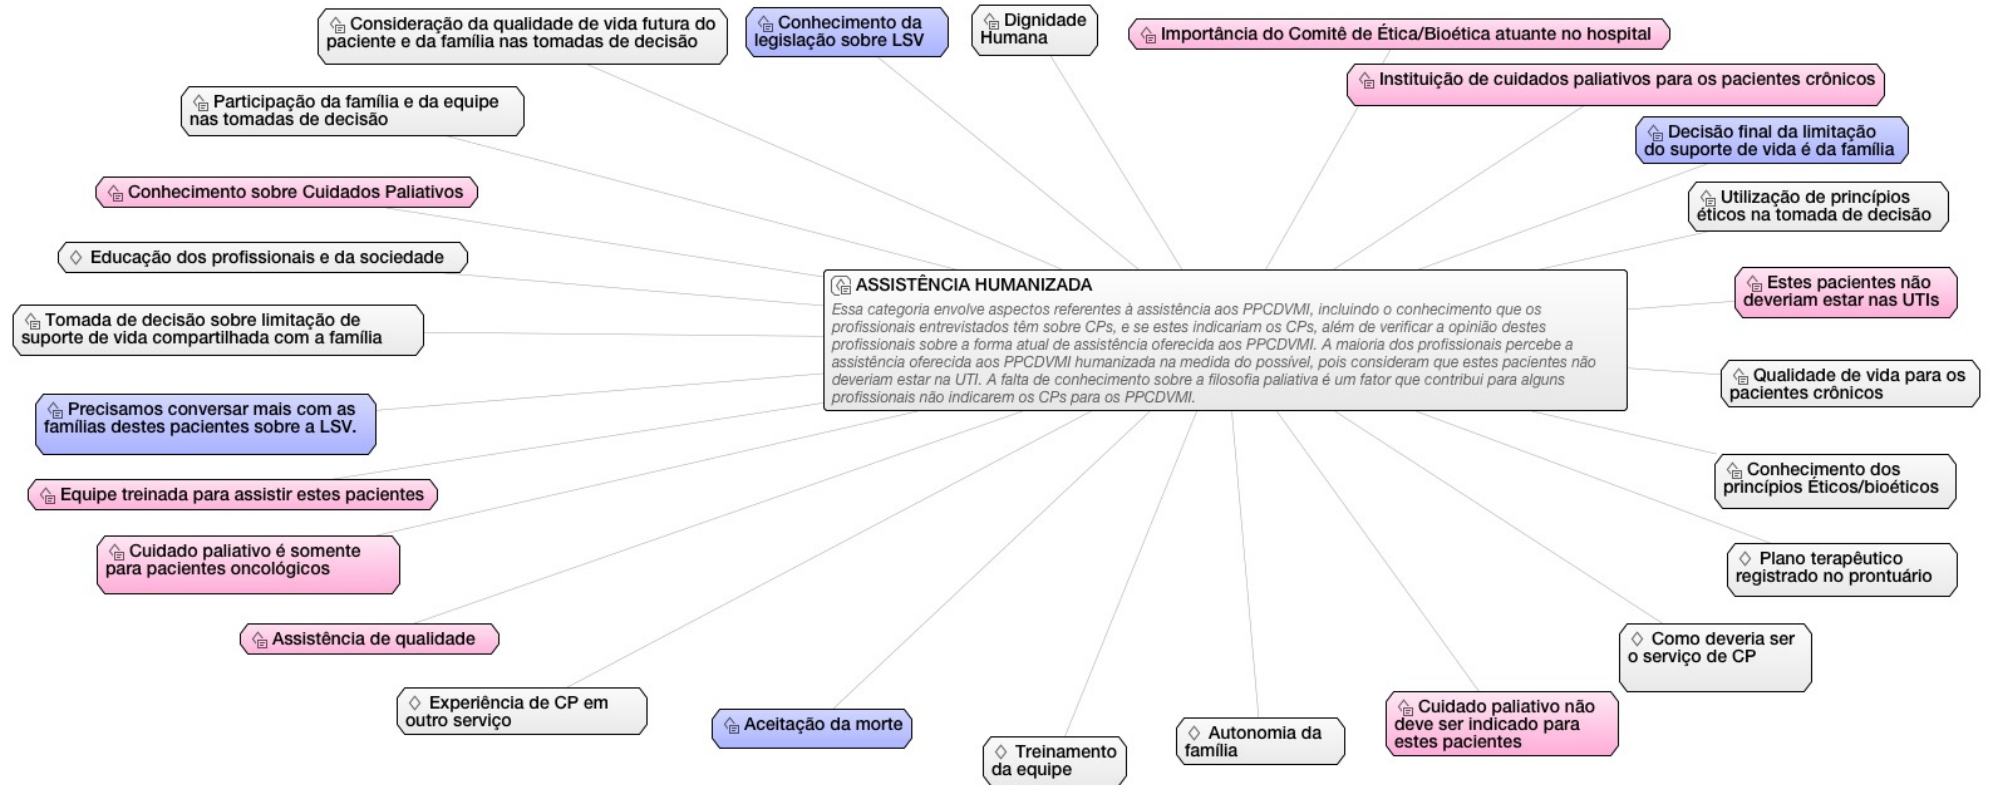 Consideração da qualidade de vida futura do
paciente e da família nas tomadas de decisão
Conhecimento da
legislação sobre LSV
Dignidade
Humana
Importância do Comitê de Ética/Bioética atuante no hospital
Instituição de cuidados paliativos para os pacientes crônicos
Participação da família e da equipe
nas tomadas de decisão
Decisão final da limitação
do suporte de vida é da família
Conhecimento sobre Cuidados Paliativos
Utilização de princípios
éticos na tomada de decisão
Educação dos profissionais e da sociedade
ASSISTÊNCIA HUMANIZADA
Essa categoria envolve aspectos referentes à assistência aos PPCDVMI, incluindo o conhecimento que os
profissionais entrevistados têm sobre CPs, e se estes indicariam os CPs, além de verificar a opinião destes
profissionais sobre a forma atual de assistência oferecida aos PPCDVMI. A maioria dos profissionais percebe a
assistência oferecida aos PPCDVMI humanizada na medida do possível, pois consideram que estes pacientes não
deveriam estar na UTI. A falta de conhecimento sobre a filosofia paliativa é um fator que contribui para alguns
profissionais não indicarem os CPs para os PPCDVMI.
Estes pacientes não
deveriam estar nas UTIs
Tomada de decisão sobre limitação de
suporte de vida compartilhada com a família
Qualidade de vida para os
pacientes crônicos
Precisamos conversar mais com as
famílias destes pacientes sobre a LSV.
Conhecimento dos
princípios Éticos/bioéticos
Equipe treinada para assistir estes pacientes
Cuidado paliativo é somente
para pacientes oncológicos
Plano terapêutico
registrado no prontuário
Assistência de qualidade
Como deveria ser
o serviço de CP
Experiência de CP em
outro serviço
Aceitação da morte
Treinamento
da equipe
Autonomia da
família
Cuidado paliativo não
deve ser indicado para
estes pacientes